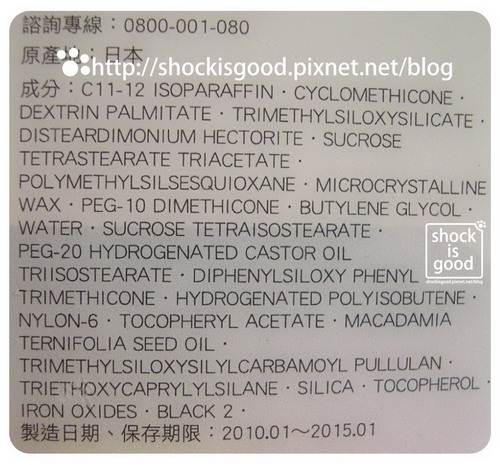 諮詢專線：0800-001-080
原產地：日本
http://shockisgood.pixnet.net/blog
成分：C11-12 ISOPARAFFIN · CYCLOMETHICONE ·
DEXTRIN PALMITATE · TRIMETHYLSILOXYSILICATE ·
DISTEARDIMONIUM HECTORITE · SUCROSE
TETRASTEARATE TRIACETATE ·
POLYMETHYLSILSESQUIOXANE · MICROCRYSTALLINE
WAX · PEG-10 DIMETHICONE · BUTYLENE GLYCOL ·
WATER · SUCROSE TETRAISOSTEARATE ·
PEG-20 HYDROGENATED CASTOR OIL
TRIISOSTEARATE · DIPHENYLSILOXY PHENYL
TRIMETHICONE · HYDROGENATED POLYISOBUTENE ·
NYLON-6 · TOCOPHERYL ACETATE · MACADAMIA
TERNIFOLIA SEED OIL ·
TRIMETHYLSILOXYSILYLCARBAMOYL PULLULAN ·
TRIETHOXYCAPRYLYLSILANE · SILICA · TOCOPHEROL ·
IRON OXIDES · BLACK 2 ·
製造日期、保存期限：2010.01～2015.01
shock
is
good
shockisgood.pixnet.net/blog